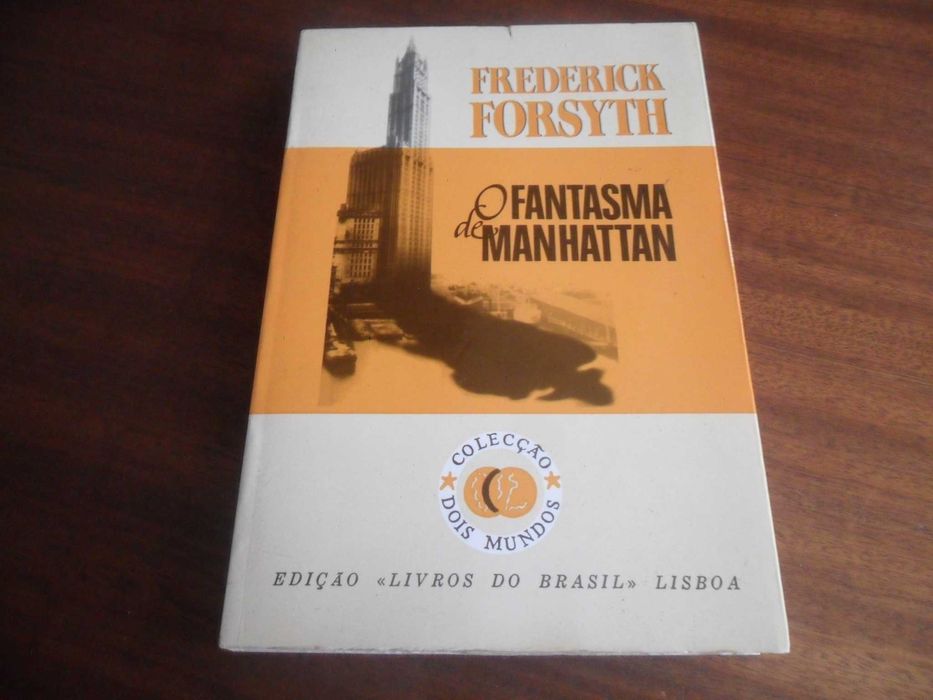 FREDERICK
FORSYTH
O FANTASMA
de MANHATTAN
COLECÇÃO
DOIS MUNDOS
EDIÇÃO «LIVROS DO BRASIL» LISBOA